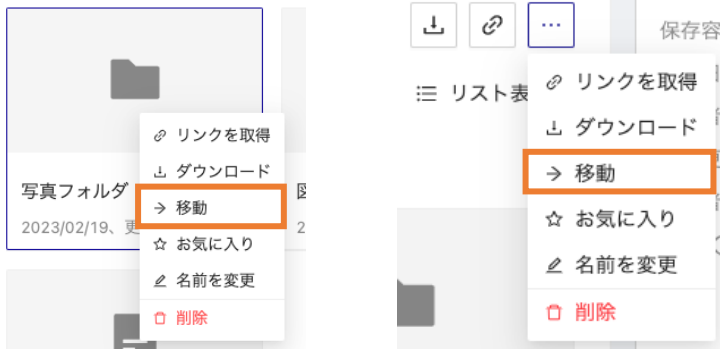 リンクを取得
ダウンロード
写真フォルダ
移動
2023/02/19、更
お気に入り
名前を変更
削除
保存容
リスト表
リンクを取得
ダウンロード
移動
お気に入り
名前を変更
削除